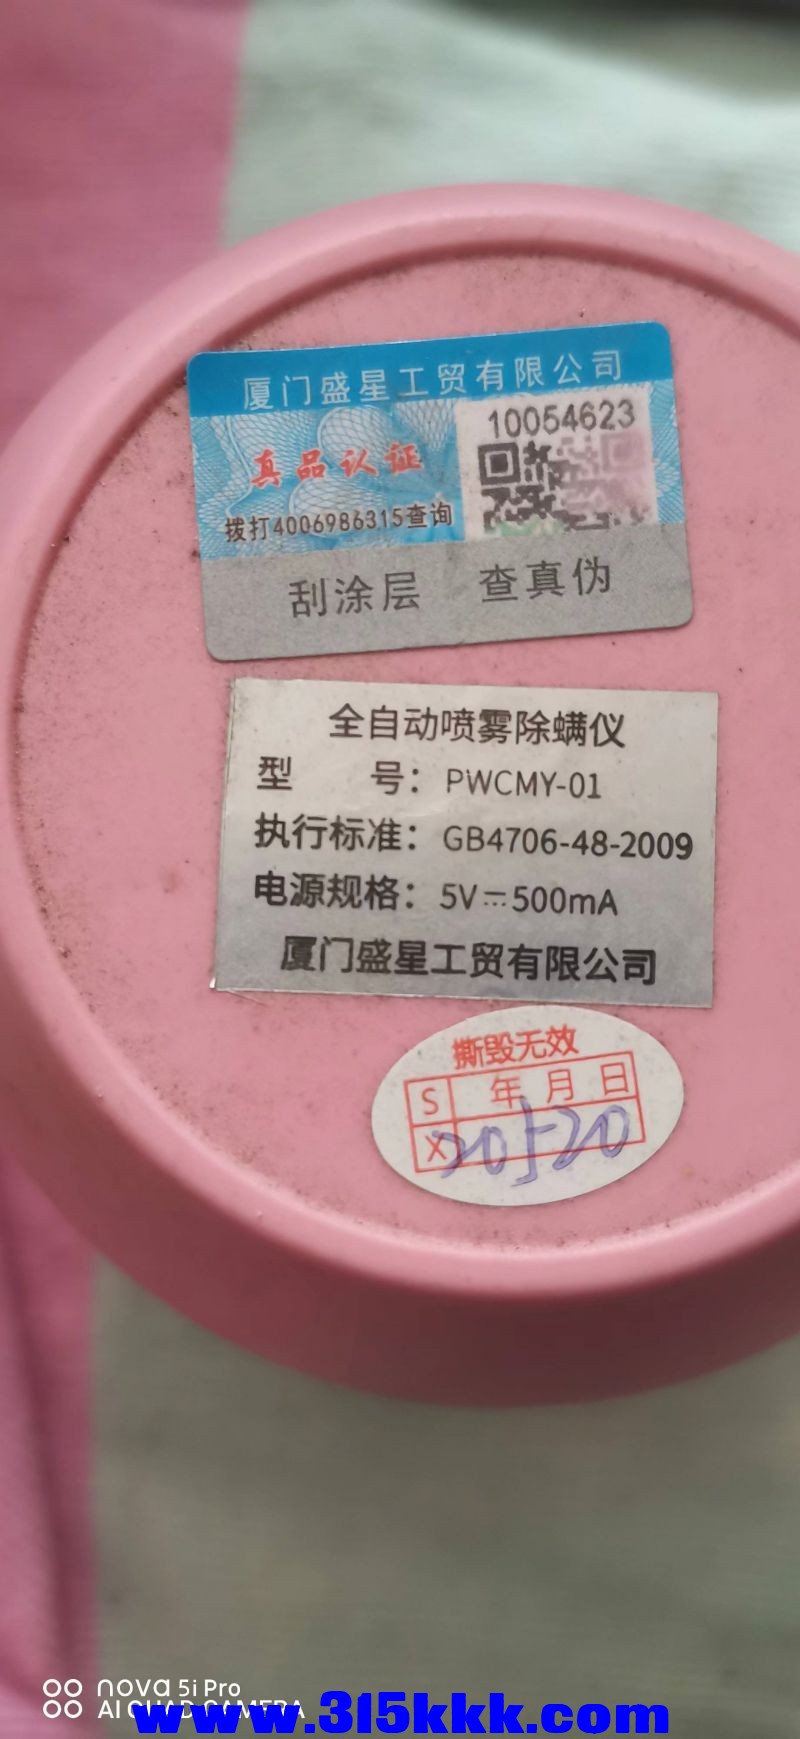 厦门盛星工贸有限公司
10054623
真品认证
拨打4006986315查询
刮涂层 查真伪
全自动喷雾除螨仪
型 号：PWCMY-01
执行标准：GB4706-48-2009
电源规格：5V⎓500mA
厦门盛星工贸有限公司
撕毁无效
S 年 月 日
X 20520
nova 5i Pro
AI QUAD CAMERA
www.315kkk.com